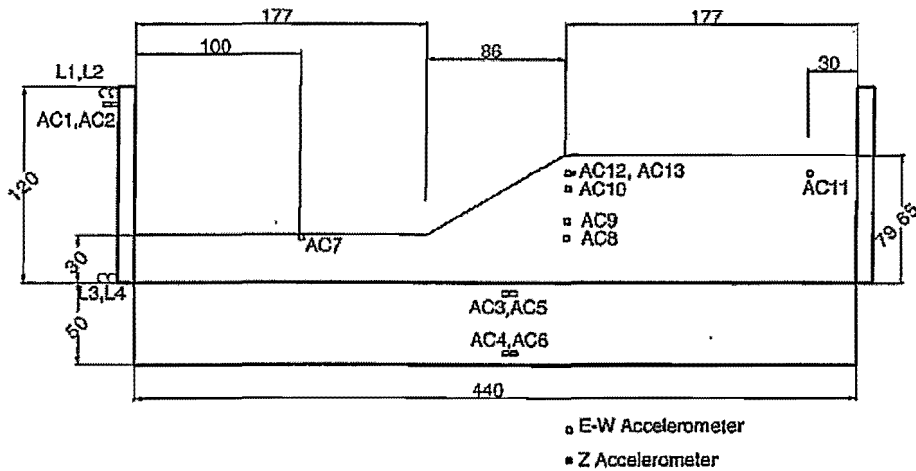 177
177
100
86
30
L1,L2
AC1,AC2
120
AC12, AC13
AC10
AC11
AC9
AC8
AC7
79.65
30
L3,L4
AC3,AC5
50
AC4,AC6
440
E-W Accelerometer
Z Accelerometer